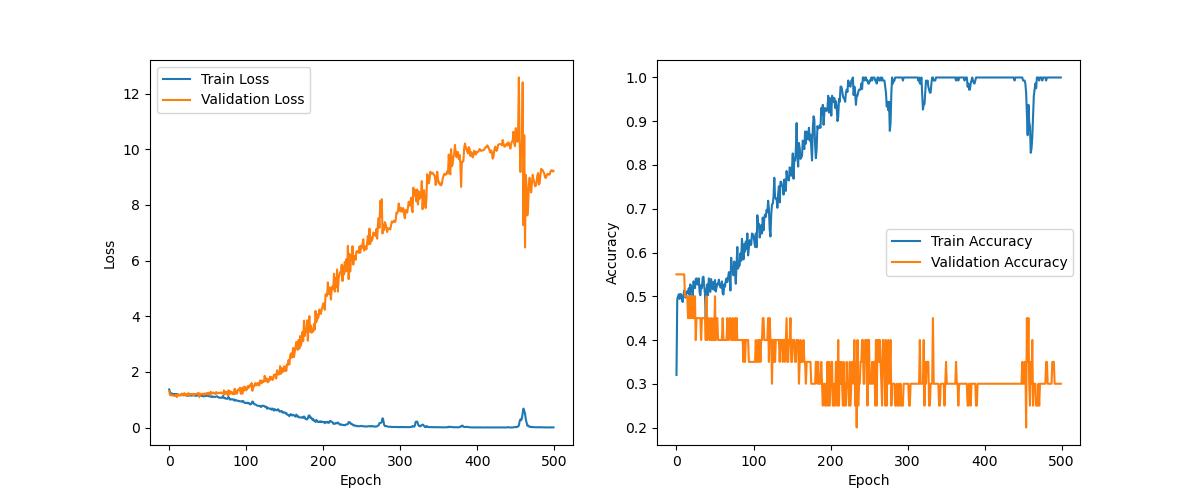 Train Loss
Validation Loss
12
10
8
6
4
2
0
Loss
0 100 200 300 400 500
Epoch
1.0
0.9
0.8
0.7
0.6
0.5
0.4
0.3
0.2
Accuracy
Train Accuracy
Validation Accuracy
0 100 200 300 400 500
Epoch